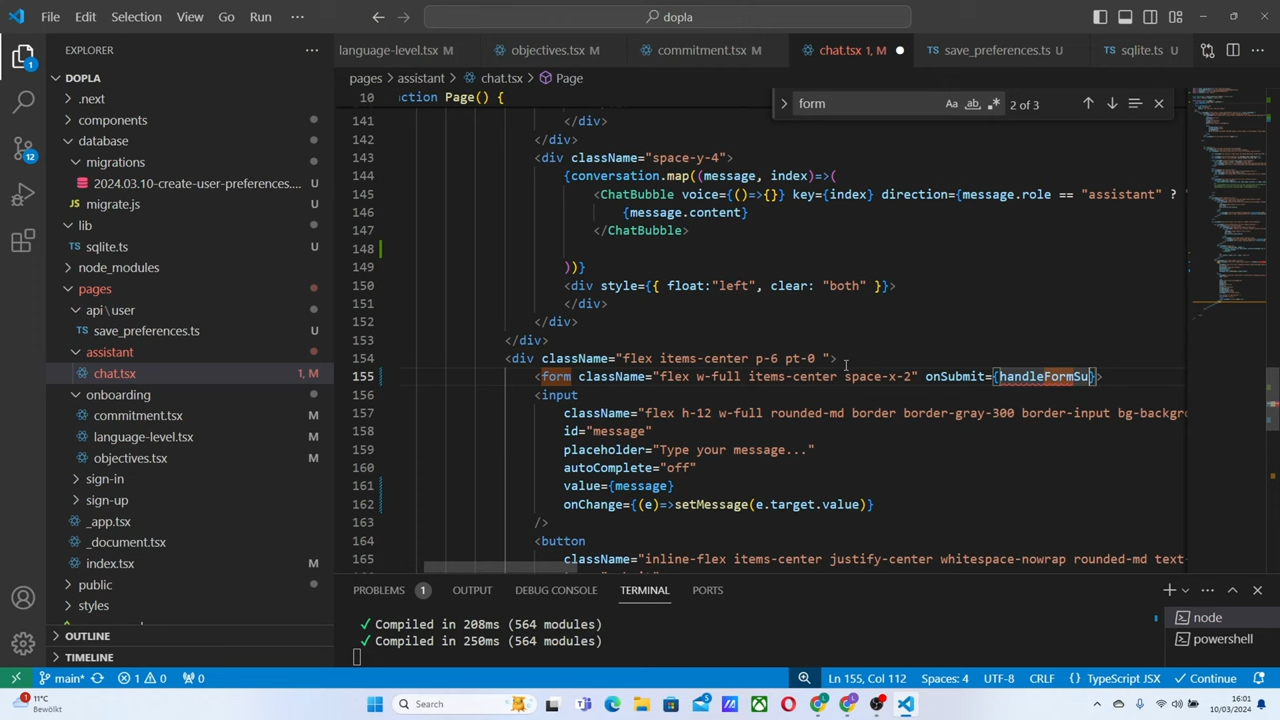 File Edit Selection View Go Run ··· dopla
EXPLORER ···
language-level.tsx M objectives.tsx M commitment.tsx M chat.tsx 1, M save_preferences.ts U sqlite.ts U ···
pages > assistant > chat.tsx > Page
form Aa ab .* 2 of 3
DOPLA
.next
components
database
migrations
2024.03.10-create-user-preferences.... U
migrate.js U
lib
sqlite.ts U
node_modules
pages
api\user
save_preferences.ts U
assistant
chat.tsx 1, M
onboarding
commitment.tsx M
language-level.tsx M
objectives.tsx M
sign-in
sign-up
_app.tsx
_document.tsx
index.tsx
public
styles
OUTLINE
TIMELINE
1
12
10 ction Page() {
141 </div>
142 </div>
143 div className="space-y-4">
144 {conversation.map((message, index)=>(
145 <ChatBubble voice={()=>{}} key={index} direction={message.role == "assistant"
146 {message.content}
147 </ChatBubble>
148
149 ))}
150 div style={{ float:"left", clear: "both" }}>
151 </div>
152 </div>
153 </div>
154 <div className="flex items-center p-6 pt-0 ">
155 <form className="flex w-full items-center space-x-2" onSubmit={handleFormSu}>
156 <input
157 className="flex h-12 w-full rounded-md border border-gray-300 border-input bg-backgro
158 id="message"
159 placeholder="Type your message..."
160 autoComplete="off"
161 value={message}
162 onChange={(e)=>setMessage(e.target.value)}
163 />
164 <button
165 className="inline-flex items-center justify-center whitespace-nowrap rounded-md text-
PROBLEMS 1 OUTPUT DEBUG CONSOLE TERMINAL PORTS
✓ Compiled in 208ms (564 modules)
✓ Compiled in 250ms (564 modules)
node
powershell
main* 1 0 0 Ln 155, Col 112 Spaces: 4 UTF-8 CRLF {} TypeScript JSX Continue
11°C
Bewölkt
Search
16:01
10/03/2024